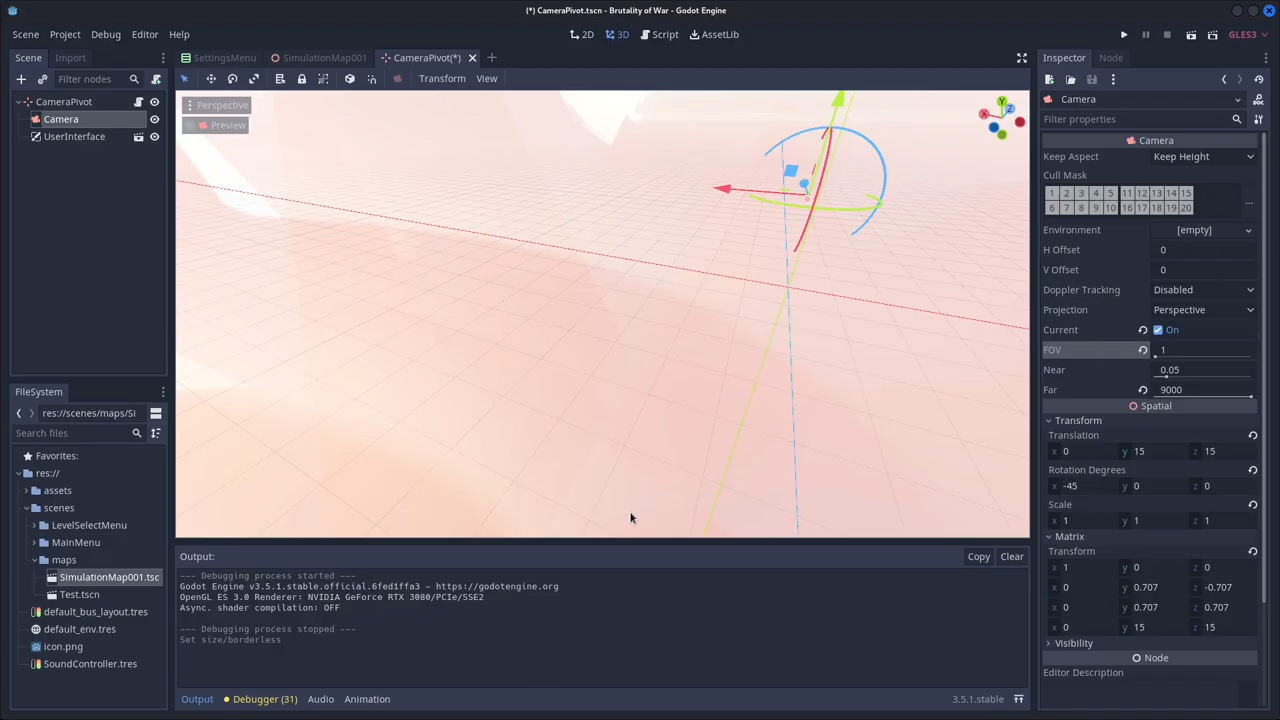 (*) CameraPivot.tscn - Brutality of War - Godot Engine
Scene Project Debug Editor Help
2D 3D Script AssetLib
GLES3
Scene Import
Filter nodes
CameraPivot
Camera
UserInterface
SettingsMenu SimulationMap001 CameraPivot(*)
Transform View
Perspective
Preview
Y
X
Z
FileSystem
res://scenes/maps/Si
Search files
Favorites:
res://
assets
scenes
LevelSelectMenu
MainMenu
maps
SimulationMap001.tsc
Test.tscn
default_bus_layout.tres
default_env.tres
icon.png
SoundController.tres
Output:
Copy Clear
--- Debugging process started ---
Godot Engine v3.5.1.stable.official.6fed1ffa3 - https://godotengine.org
OpenGL ES 3.0 Renderer: NVIDIA GeForce RTX 3080/PCIe/SSE2
Async. shader compilation: OFF
--- Debugging process stopped ---
Set size/borderless
Output Debugger (31) Audio Animation
3.5.1.stable
Inspector Node
Camera
Filter properties
Camera
Keep Aspect Keep Height
Cull Mask
1 2 3 4 5 11 12 13 14 15
6 7 8 9 10 16 17 18 19 20
...
Environment [empty]
H Offset 0
V Offset 0
Doppler Tracking Disabled
Projection Perspective
Current On
FOV 1
Near 0.05
Far 9000
Spatial
Transform
Translation
x 0 y 15 z 15
Rotation Degrees
x -45 y 0 z 0
Scale
x 1 y 1 z 1
Matrix
Transform
x 1 y 0 z 0
x 0 y 0.707 z -0.707
x 0 y 0.707 z 0.707
x 0 y 15 z 15
Visibility
Node
Editor Description